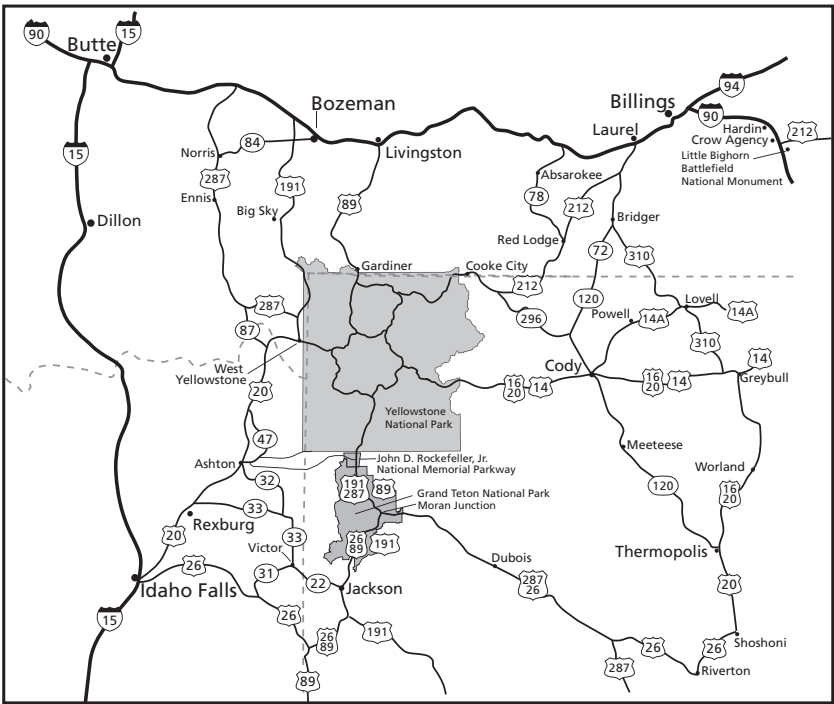 90
15
Butte
94
Billings
90
Bozeman
Laurel
Hardin
212
Crow Agency
84
Livingston
Little Bighorn
Battlefield
National Monument
15
Norris
287
191
Absarokee
78
Ennis
89
212
Big Sky
Bridger
Dillon
Red Lodge
72
310
Gardiner
Cooke City
212
120
287
Lovell
14A
296
Powell
14A
87
310
West
Yellowstone
Cody
14
16
20
14
16
20
14
Greybull
20
Yellowstone
National Park
47
Meeteese
Ashton
John D. Rockefeller, Jr.
National Memorial Parkway
Worland
32
191
287
89
120
16
20
Grand Teton National Park
Moran Junction
33
Rexburg
20
33
26
89
191
Victor
Thermopolis
Dubois
26
31
22
287
26
20
Idaho Falls
Jackson
15
26
26
89
191
Shoshoni
26
26
287
Riverton
89